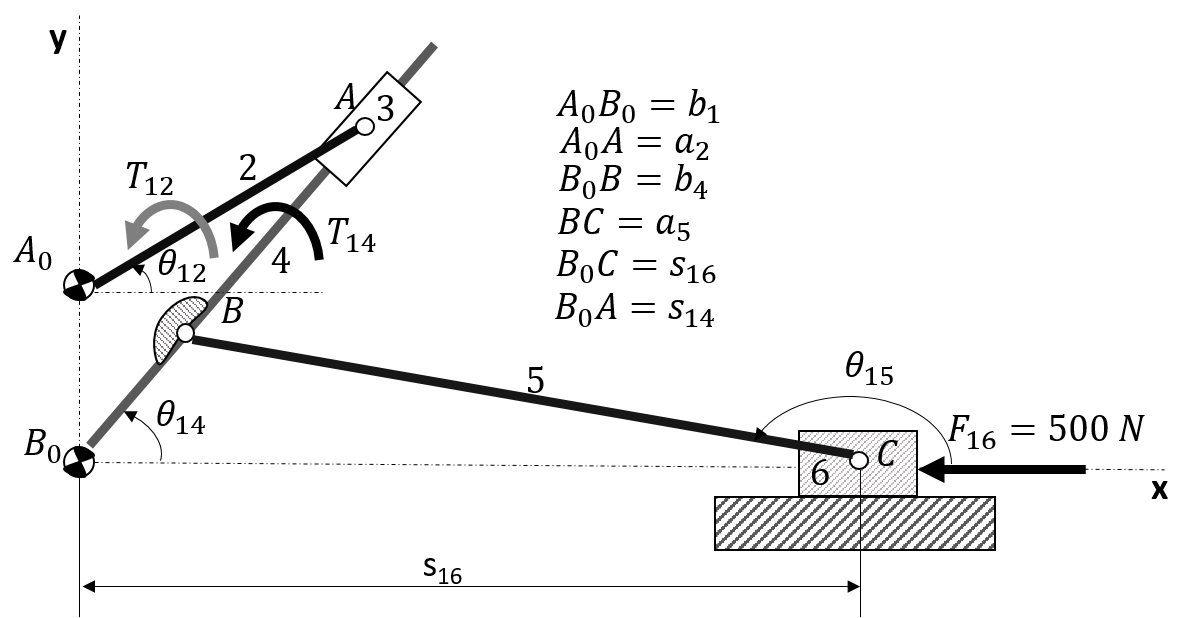 y
A
3
A₀B₀ = b₁
A₀A = a₂
B₀B = b₄
BC = a₅
B₀C = s₁₆
B₀A = s₁₄
2
T₁₂
T₁₄
4
A₀
θ₁₂
B
θ₁₄
5
θ₁₅
B₀
C
F₁₆ = 500 N
6
x
s₁₆